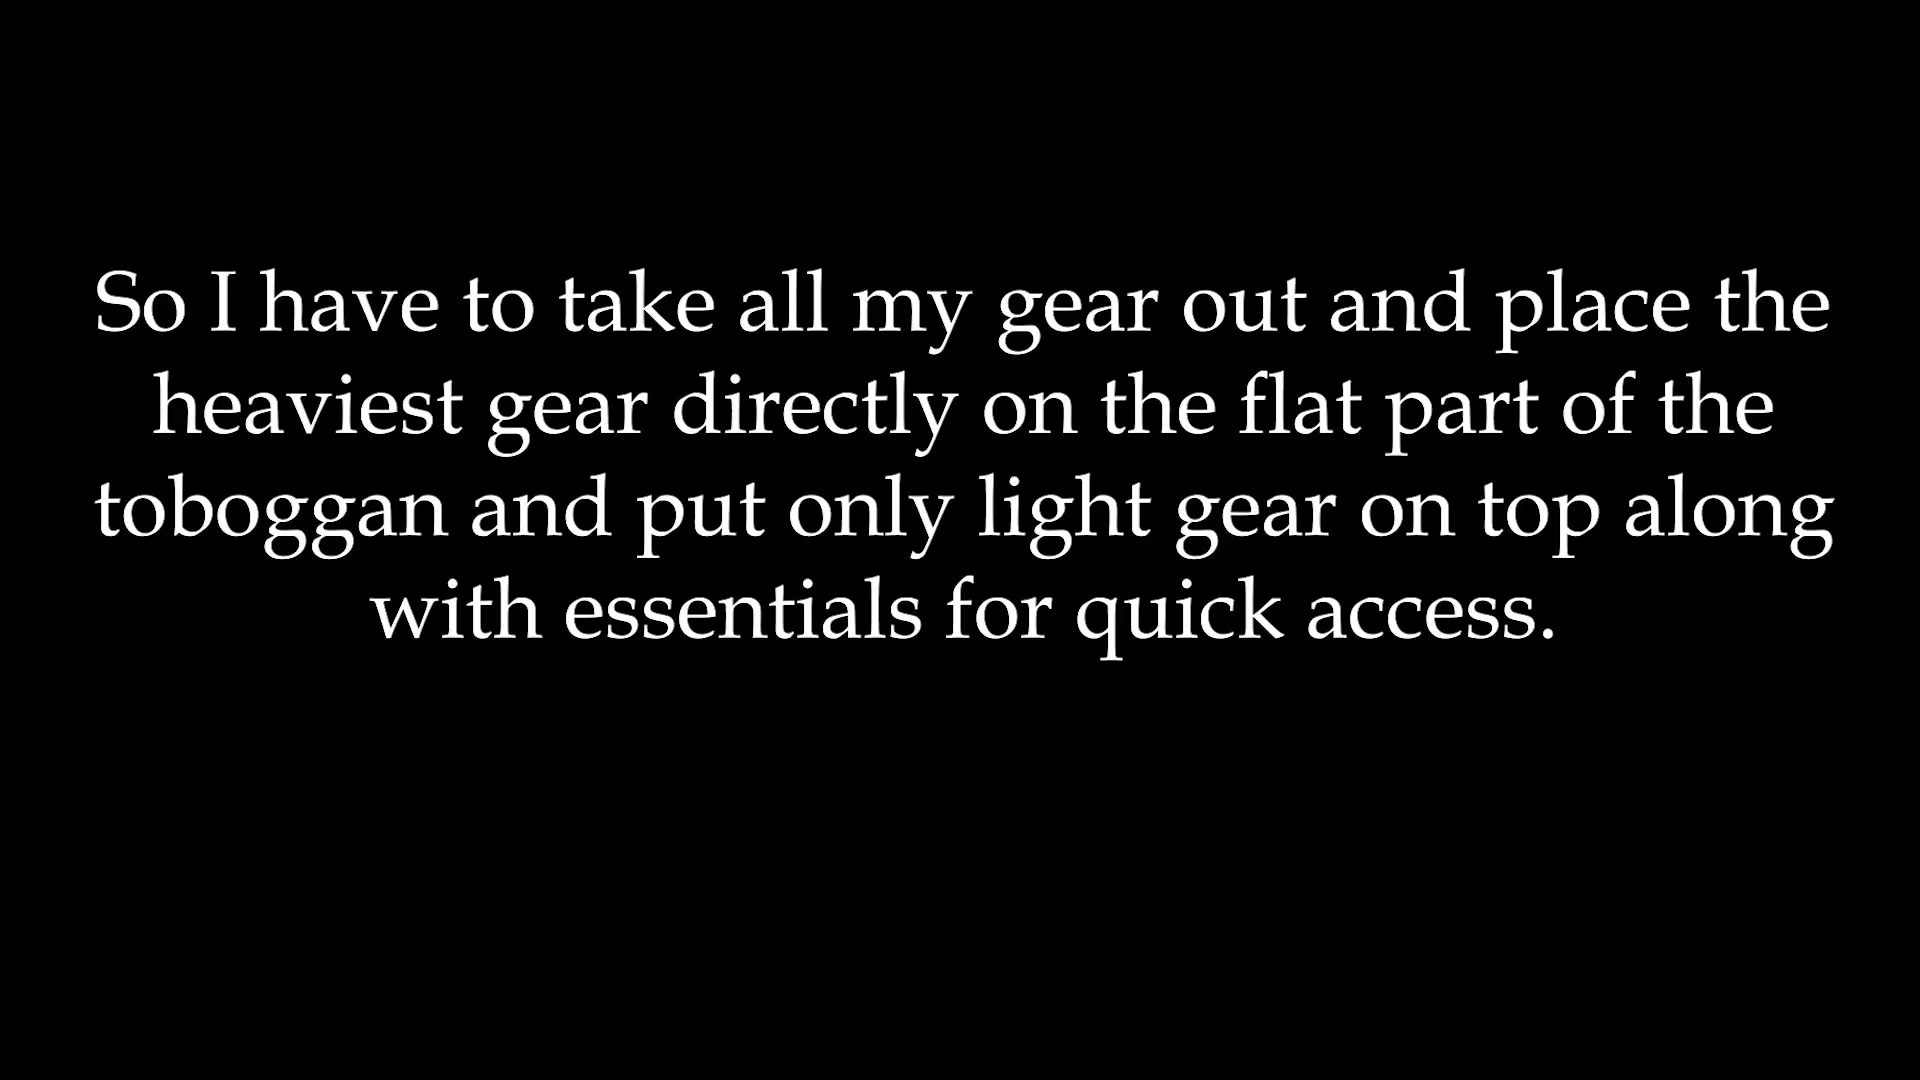 So I have to take all my gear out and place the
heaviest gear directly on the flat part of the
toboggan and put only light gear on top along
with essentials for quick access.